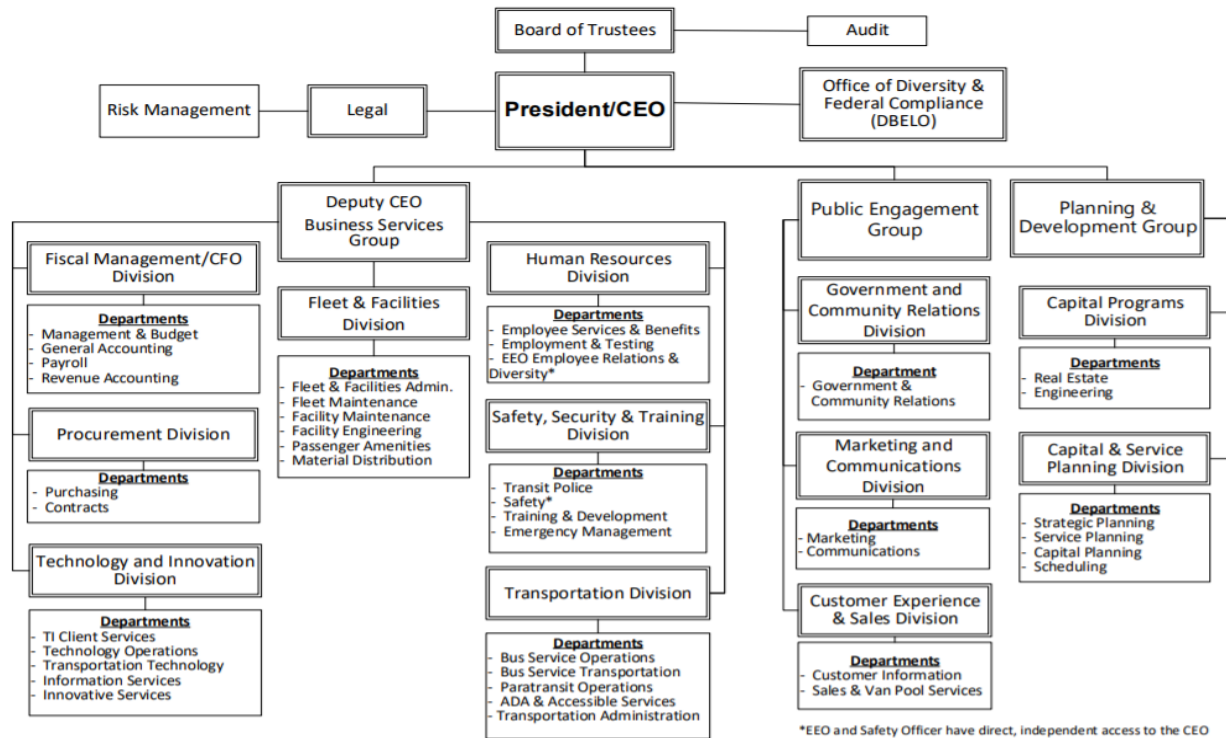 Board of Trustees
Audit
Risk Management
Legal
President/CEO
Office of Diversity &
Federal Compliance
(DBELO)
Deputy CEO
Business Services
Group
Public Engagement
Group
Planning &
Development Group
Fiscal Management/CFO
Division
Departments
- Management & Budget
- General Accounting
- Payroll
- Revenue Accounting
Procurement Division
Departments
- Purchasing
- Contracts
Technology and Innovation
Division
Departments
- TI Client Services
- Technology Operations
- Transportation Technology
- Information Services
- Innovative Services
Fleet & Facilities
Division
Departments
- Fleet & Facilities Admin.
- Fleet Maintenance
- Facility Maintenance
- Facility Engineering
- Passenger Amenities
- Material Distribution
Human Resources
Division
Departments
- Employee Services & Benefits
- Employment & Testing
- EEO Employee Relations &
Diversity*
Safety, Security & Training
Division
Departments
- Transit Police
- Safety*
- Training & Development
- Emergency Management
Transportation Division
Departments
- Bus Service Operations
- Bus Service Transportation
- Paratransit Operations
- ADA & Accessible Services
- Transportation Administration
Government and
Community Relations
Division
Department
- Government &
Community Relations
Marketing and
Communications
Division
Departments
- Marketing
- Communications
Customer Experience
& Sales Division
Departments
- Customer Information
- Sales & Van Pool Services
Capital Programs
Division
Departments
- Real Estate
- Engineering
Capital & Service
Planning Division
Departments
- Strategic Planning
- Service Planning
- Capital Planning
- Scheduling
*EEO and Safety Officer have direct, independent access to the CEO